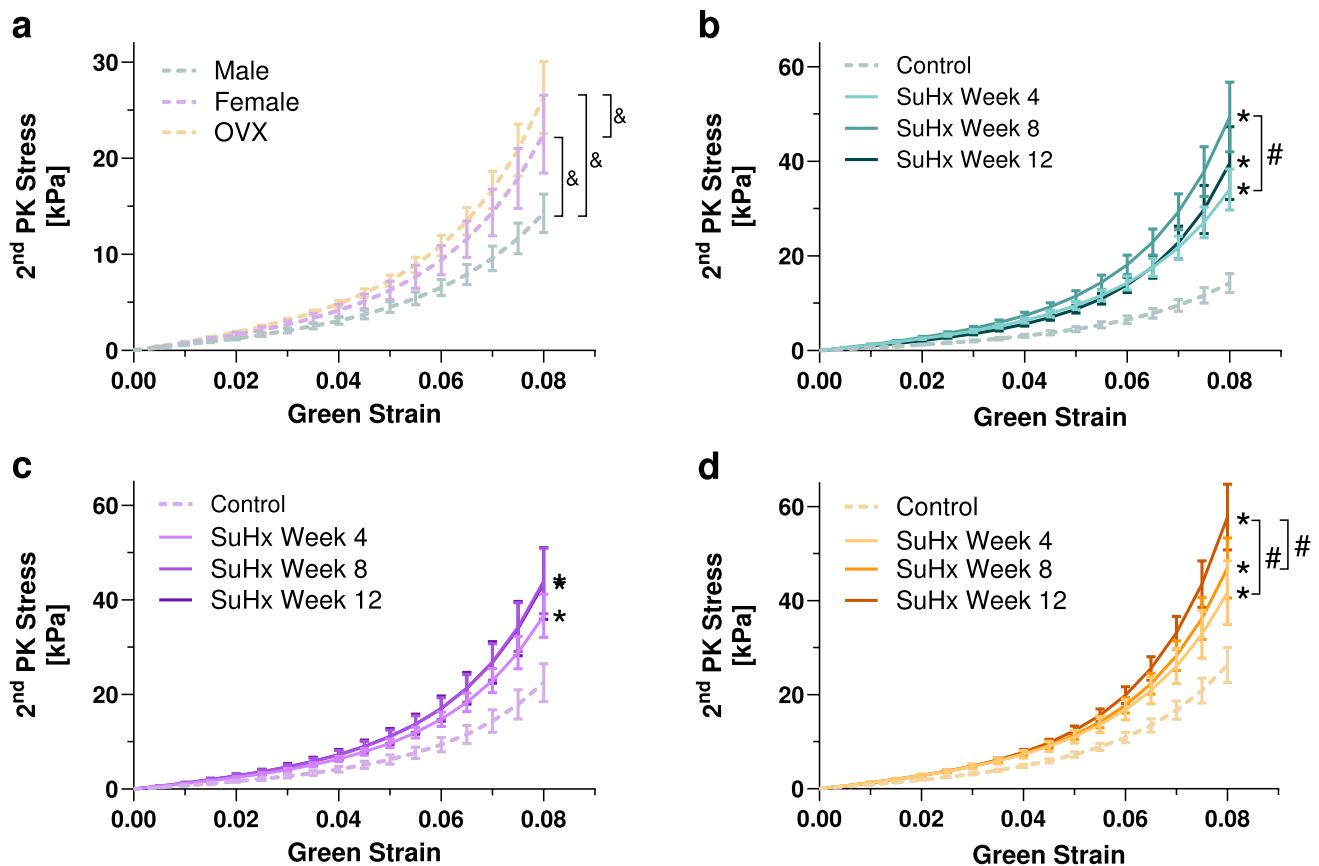 a
2nd PK Stress
[kPa]
30
20
10
0
Male
Female
OVX
&
&
&
0.00 0.02 0.04 0.06 0.08
Green Strain
b
2nd PK Stress
[kPa]
60
40
20
0
Control
SuHx Week 4
SuHx Week 8
SuHx Week 12
*
*
*
#
0.00 0.02 0.04 0.06 0.08
Green Strain
c
2nd PK Stress
[kPa]
60
40
20
0
Control
SuHx Week 4
SuHx Week 8
SuHx Week 12
*
*
*
0.00 0.02 0.04 0.06 0.08
Green Strain
d
2nd PK Stress
[kPa]
60
40
20
0
Control
SuHx Week 4
SuHx Week 8
SuHx Week 12
*
*
*
#
#
0.00 0.02 0.04 0.06 0.08
Green Strain